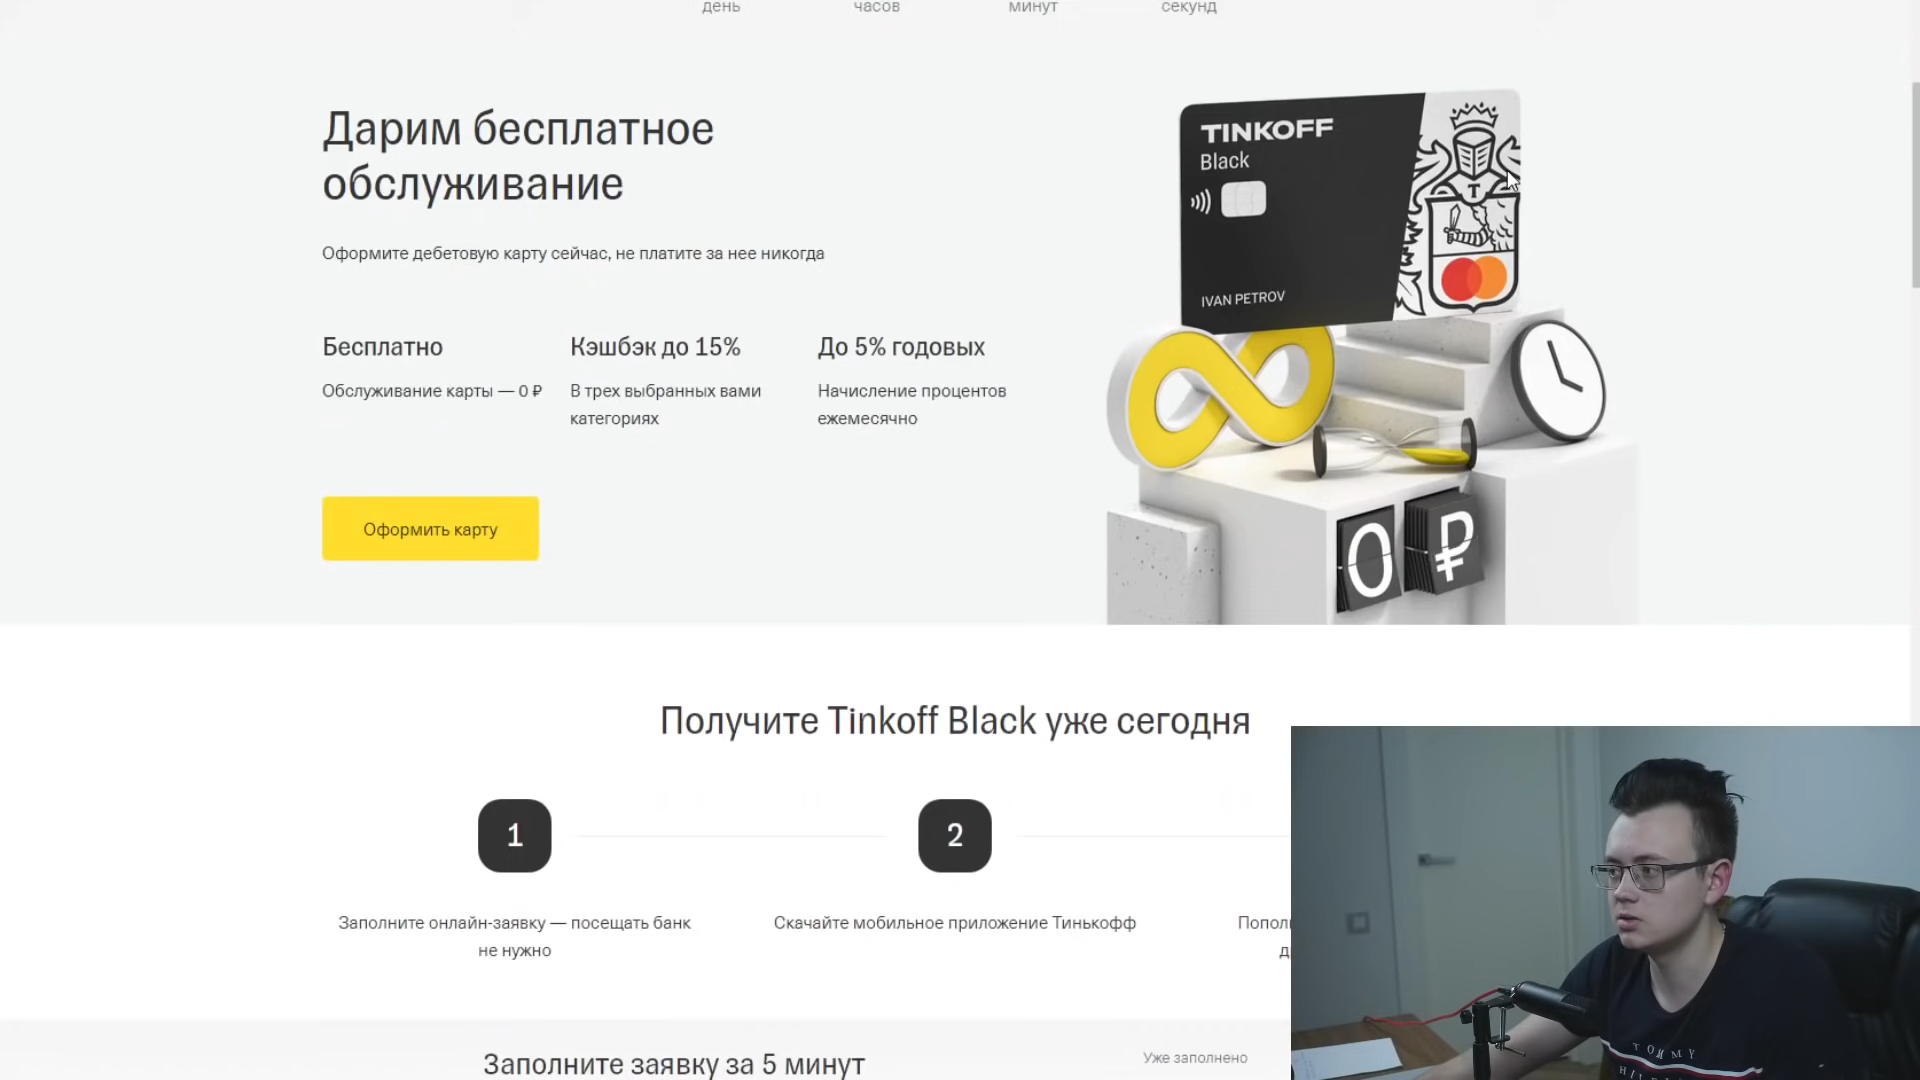 день часов минут секунд
Дарим бесплатное
обслуживание
Оформите дебетовую карту сейчас, не платите за нее никогда
Бесплатно
Обслуживание карты — 0 ₽
Кэшбэк до 15%
В трех выбранных вами
категориях
До 5% годовых
Начисление процентов
ежемесячно
Оформить карту
TINKOFF
Black
T
IVAN PETROV
0 ₽
Получите Tinkoff Black уже сегодня
1
2
Заполните онлайн-заявку — посещать банк
не нужно
Скачайте мобильное приложение Тинькофф
Заполните заявку за 5 минут
Уже заполнено
TOMMY